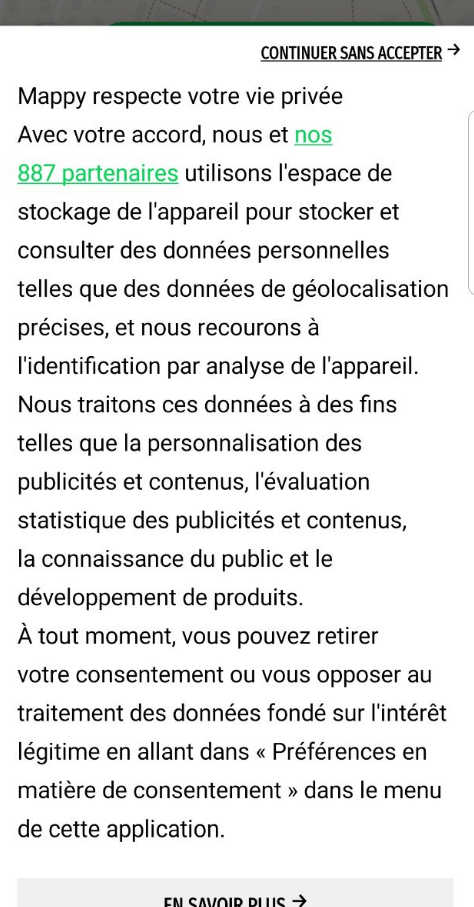 CONTINUER SANS ACCEPTER →
Mappy respecte votre vie privée
Avec votre accord, nous et nos
887 partenaires utilisons l'espace de
stockage de l'appareil pour stocker et
consulter des données personnelles
telles que des données de géolocalisation
précises, et nous recourons à
l'identification par analyse de l'appareil.
Nous traitons ces données à des fins
telles que la personnalisation des
publicités et contenus, l'évaluation
statistique des publicités et contenus,
la connaissance du public et le
développement de produits.
À tout moment, vous pouvez retirer
votre consentement ou vous opposer au
traitement des données fondé sur l'intérêt
légitime en allant dans « Préférences en
matière de consentement » dans le menu
de cette application.
EN SAVOIR PLUS →